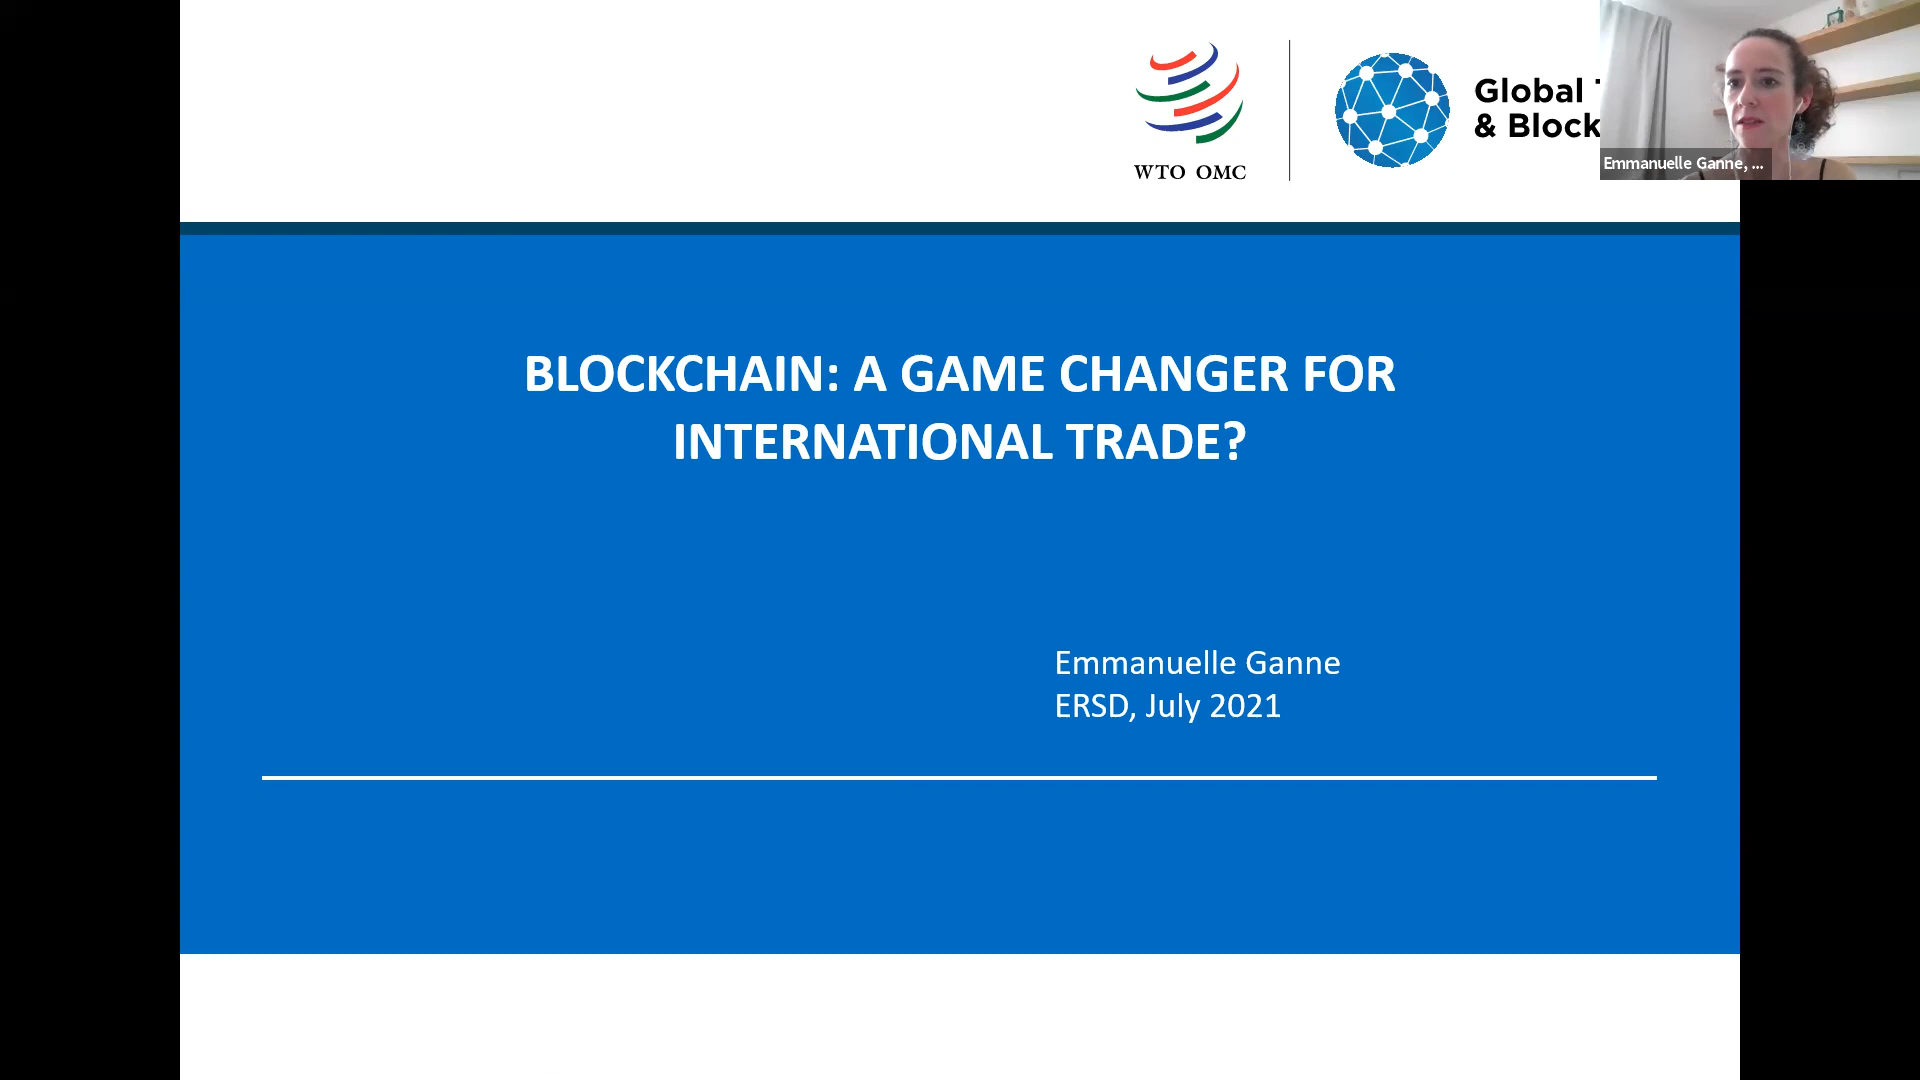 WTO OMC
Global
& Block
Emmanuelle Ganne, ...
BLOCKCHAIN: A GAME CHANGER FOR
INTERNATIONAL TRADE?
Emmanuelle Ganne
ERSD, July 2021